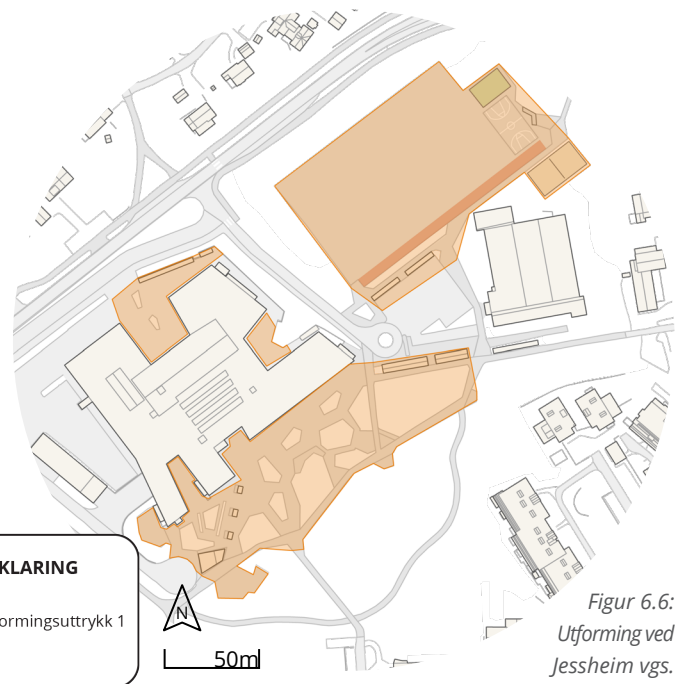 KLARING
ormingsuttrykk 1
N
50m
Figur 6.6:
Utforming ved
Jessheim vgs.